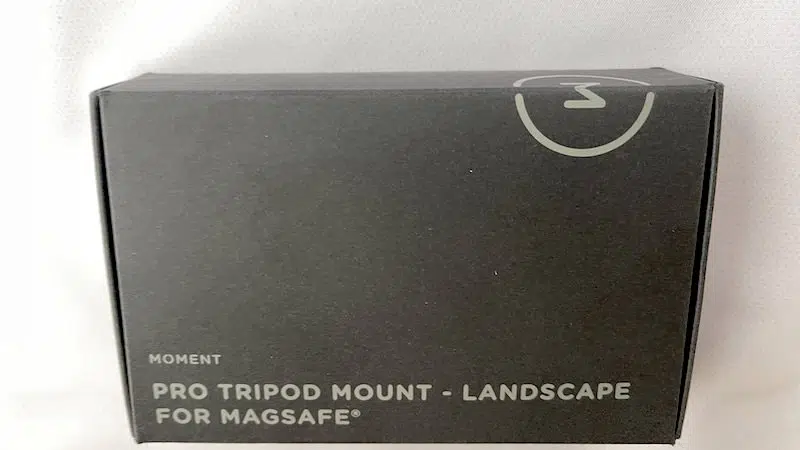 M
MOMENT
PRO TRIPOD MOUNT - LANDSCAPE
FOR MAGSAFE®